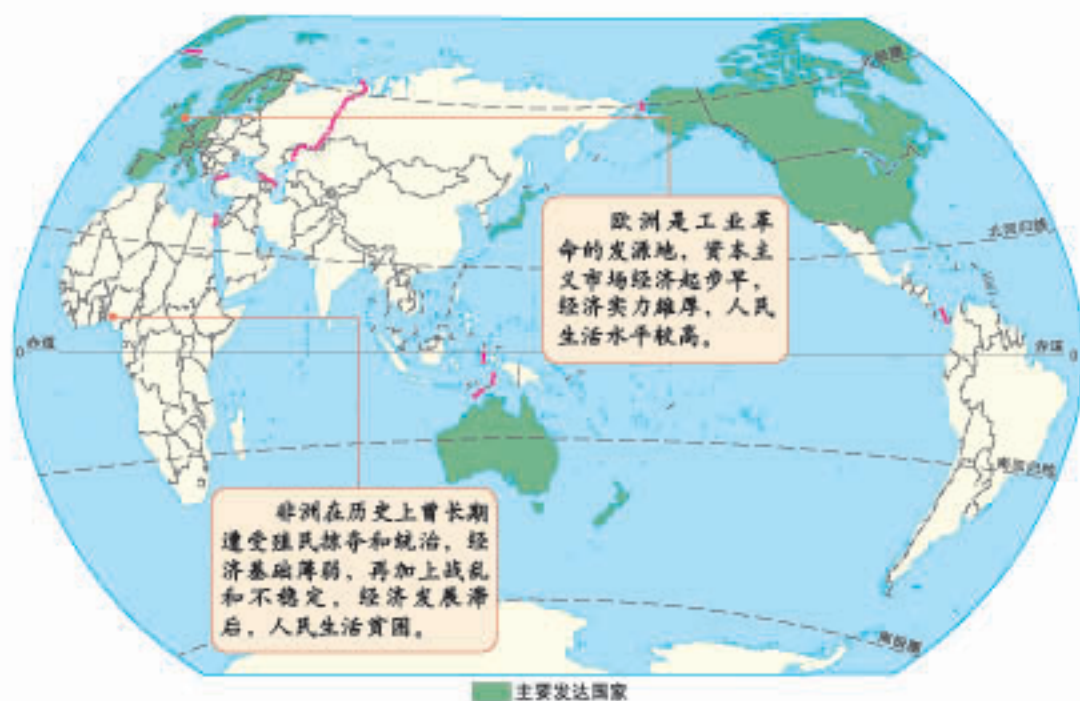 北极圈
欧洲是工业革
命的发源地，资本主
义市场经济起步早，
经济实力雄厚，人民
生活水平较高。
北回归线
0 赤道
赤道 0
南回归线
非洲在历史上曾长期
遭受殖民掠夺和统治，经
济基础薄弱，再加上战乱
和不稳定，经济发展滞
后，人民生活贫困。
南极圈
主要发达国家